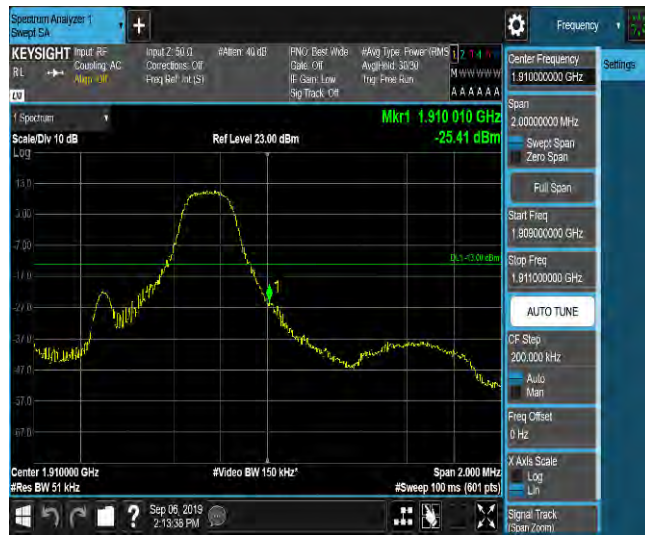 Spectrum Analyzer 1
Swept SA
+
Frequency
KEYSIGHT
RL
Input: RF
Coupling: AC
Align: Off
Input Z: 50 Ω
Corrections: Off
Freq Ref: Int (S)
#Atten: 40 dB
PNO: Best Wide
Gate: Off
IF Gain: Low
Sig Track: Off
#Avg Type: Power (RMS
Avg|Hold: 30/30
Trig: Free Run
M W W W W W
A A A A A A
1 Spectrum
Scale/Div 10 dB
Log
Ref Level 23.00 dBm
Mkr1 1.910 010 GHz
-25.41 dBm
13.0
3.00
-7.00
-17.0
-27.0
-37.0
-47.0
-57.0
-67.0
DL1 -13.00 dBm
1
Center 1.910000 GHz
#Res BW 51 kHz
#Video BW 150 kHz*
Span 2.000 MHz
#Sweep 100 ms (601 pts)
Sep 06, 2019
2:13:38 PM
?
Center Frequency
1.910000000 GHz
Settings
Span
2.00000000 MHz
Swept Span
Zero Span
Full Span
Start Freq
1.909000000 GHz
Stop Freq
1.911000000 GHz
AUTO TUNE
CF Step
200.000 kHz
Auto
Man
Freq Offset
0 Hz
X Axis Scale
Log
Lin
Signal Track
(Span Zoom)